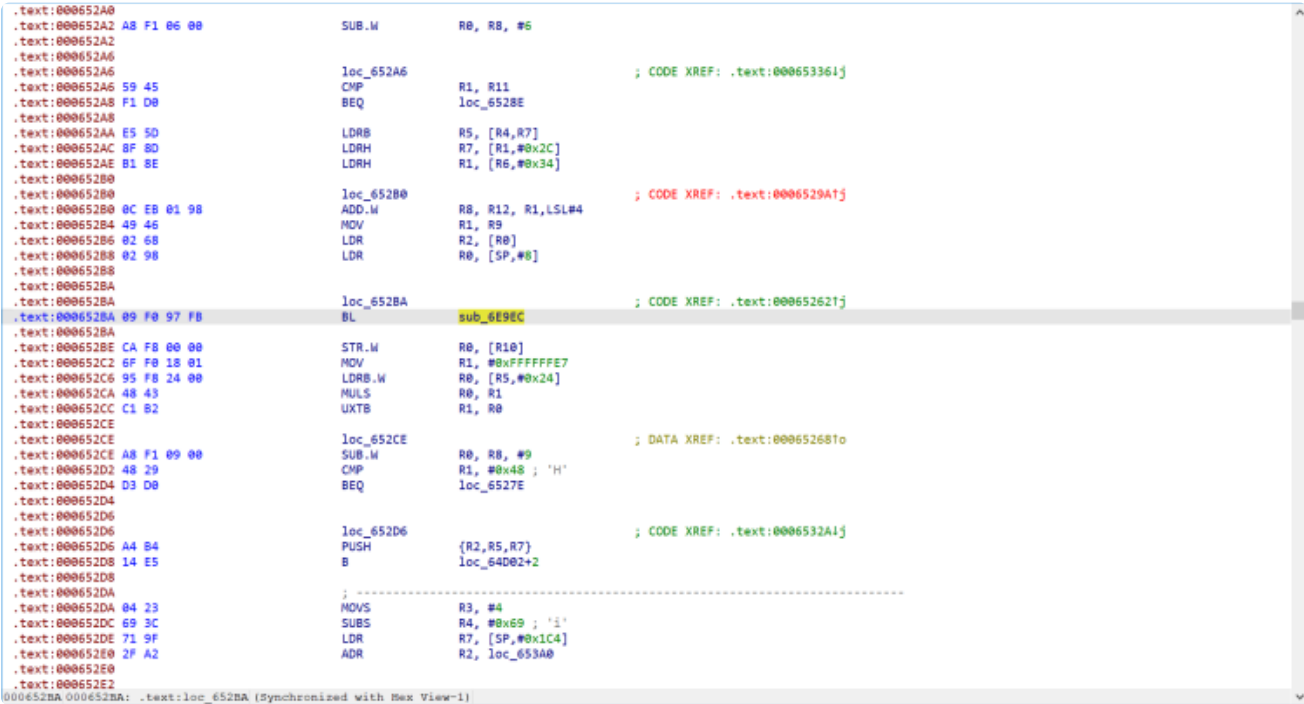 .text:000652A0
.text:000652A2 A8 F1 06 00 SUB.W R0, R8, #6
.text:000652A2
.text:000652A6
.text:000652A6 loc_652A6 ; CODE XREF: .text:00065336↓j
.text:000652A6 59 45 CMP R1, R11
.text:000652A8 F1 D0 BEQ loc_6528E
.text:000652A8
.text:000652AA E5 5D LDRB R5, [R4,R7]
.text:000652AC 8F 8D LDRH R7, [R1,#0x2C]
.text:000652AE B1 8E LDRH R1, [R6,#0x34]
.text:000652B0
.text:000652B0 loc_652B0 ; CODE XREF: .text:0006529A↑j
.text:000652B0 0C EB 01 98 ADD.W R8, R12, R1,LSL#4
.text:000652B4 49 46 MOV R1, R9
.text:000652B6 02 68 LDR R2, [R0]
.text:000652B8 02 98 LDR R0, [SP,#8]
.text:000652B8
.text:000652BA
.text:000652BA loc_652BA ; CODE XREF: .text:00065262↑j
.text:000652BA 09 F0 97 FB BL sub_6E9EC
.text:000652BA
.text:000652BE CA F8 00 00 STR.W R0, [R10]
.text:000652C2 6F F0 18 01 MOV R1, #0xFFFFFFE7
.text:000652C6 95 F8 24 00 LDRB.W R0, [R5,#0x24]
.text:000652CA 48 43 MULS R0, R1
.text:000652CC C1 B2 UXTB R1, R0
.text:000652CE
.text:000652CE loc_652CE ; DATA XREF: .text:00065268↑o
.text:000652CE A8 F1 09 00 SUB.W R0, R8, #9
.text:000652D2 48 29 CMP R1, #0x48 ; 'H'
.text:000652D4 D3 D0 BEQ loc_6527E
.text:000652D4
.text:000652D6
.text:000652D6 loc_652D6 ; CODE XREF: .text:0006532A↓j
.text:000652D6 A4 B4 PUSH {R2,R5,R7}
.text:000652D8 14 E5 B loc_64D02+2
.text:000652D8
.text:000652DA ; ---------------------------------------------------------------------------
.text:000652DA 04 23 MOVS R3, #4
.text:000652DC 69 3C SUBS R4, #0x69 ; 'i'
.text:000652DE 71 9F LDR R7, [SP,#0x1C4]
.text:000652E0 2F A2 ADR R2, loc_653A0
.text:000652E0
.text:000652E2
000652BA 000652BA: .text:loc_652BA (Synchronized with Hex View-1)